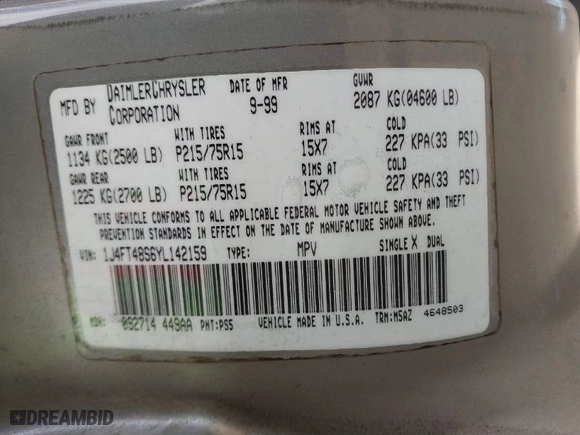 MFD BY DAIMLERCHRYSLER CORPORATION
DATE OF MFR 9-99
GVWR 2087 KG(04600 LB)
GAWR FRONT WITH TIRES RIMS AT COLD
1134 KG(2500 LB) P215/75R15 15X7 227 KPA(33 PSI)
GAWR REAR WITH TIRES RIMS AT COLD
1225 KG(2700 LB) P215/75R15 15X7 227 KPA(33 PSI)
THIS VEHICLE CONFORMS TO ALL APPLICABLE FEDERAL MOTOR VEHICLE SAFETY AND THEFT
PREVENTION STANDARDS IN EFFECT ON THE DATE OF MANUFACTURE SHOWN ABOVE.
VIN: 1J4FT48S6YL142159 TYPE: MPV SINGLE X DUAL
MDH: 092714 449AA PNT:PS5 VEHICLE MADE IN U.S.A. TRM:M5AZ 4648503
DREAMBID